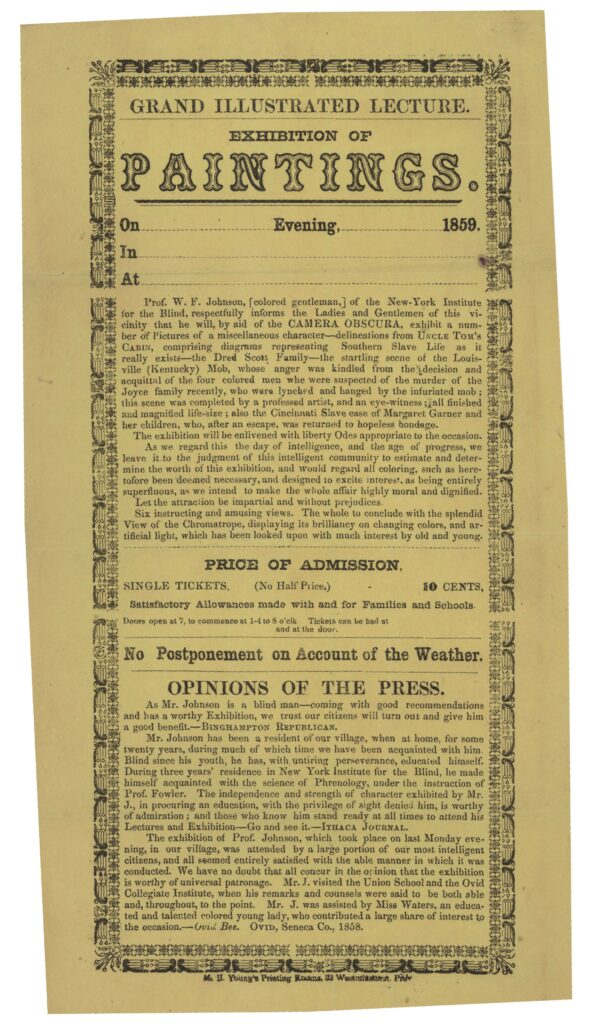 GRAND ILLUSTRATED LECTURE.
EXHIBITION OF
PAINTINGS.
On Evening, 1859.
In
At
Prof. W. F. Johnson, [colored gentleman,] of the New-York Institute
for the Blind, respectfully informs the Ladies and Gentlemen of this vi-
cinity that he will, by aid of the CAMERA OBSCURA, exhibit a num-
ber of Pictures of a miscellaneous character—delineations from UNCLE TOM'S
CABIN, comprising diagrams representing Southern Slave Life as it
really exists—the Dred Scott Family—the startling scene of the Louis-
ville (Kentucky) Mob, whose anger was kindled from the decision and
acquittal of the four colored men who were suspected of the murder of the
Joyce family recently, who were lynched and hanged by the infuriated mob;
this scene was completed by a professed artist, and an eye-witness; all finished
and magnified life-size; also the Cincinnati Slave case of Margaret Garner and
her children, who, after an escape, was returned to hopeless bondage.
The exhibition will be enlivened with liberty Odes appropriate to the occasion.
As we regard this the day of intelligence, and the age of progress, we
leave it to the judgment of this intelligent community to estimate and deter-
mine the worth of this exhibition, and would regard all coloring, such as here-
tofore been deemed necessary, and designed to excite interest, as being entirely
superfluous, as we intend to make the whole affair highly moral and dignified.
Let the attraction be impartial and without prejudices.
Six instructing and amusing views. The whole to conclude with the splendid
View of the Chromatrope, displaying its brilliancy on changing colors, and ar-
tificial light, which has been looked upon with much interest by old and young.
PRICE OF ADMISSION,
SINGLE TICKETS, (No Half Price,) - 10 CENTS,
Satisfactory Allowances made with and for Families and Schools.
Doors open at 7, to commence at 1-4 to 8 o'clk Tickets can be had at
and at the door.
No Postponement on Account of the Weather.
OPINIONS OF THE PRESS.
As Mr. Johnson is a blind man—coming with good recommendations
and has a worthy Exhibition, we trust our citizens will turn out and give him
a good benefit.—BINGHAMPTON REPUBLICAN.
Mr. Johnson has been a resident of our village, when at home, for some
twenty years, during much of which time we have been acquainted with him.
Blind since his youth, he has, with untiring perseverance, educated himself.
During three years' residence in New York Institute for the Blind, he made
himself acquainted with the science of Phrenology, under the instruction of
Prof. Fowler. The independence and strength of character exhibited by Mr.
J., in procuring an education, with the privilege of sight denied him, is worthy
of admiration; and those who know him stand ready at all times to attend his
Lectures and Exhibition—Go and see it.—ITHACA JOURNAL.
The exhibition of Prof. Johnson, which took place on last Monday eve-
ning, in our village, was attended by a large portion of our most intelligent
citizens, and all seemed entirely satisfied with the able manner in which it was
conducted. We have no doubt that all concur in the opinion that the exhibition
is worthy of universal patronage. Mr. J. visited the Union School and the Ovid
Collegiate Institute, when his remarks and counsels were said to be both able
and, throughout, to the point. Mr. J. was assisted by Miss Waters, an educa-
ted and talented colored young lady, who contributed a large share of interest to
the occasion.—Ovid Bee. OVID, Seneca Co., 1858.
M. B. Young's Printing Rooms, 33 Westminster St. Prov